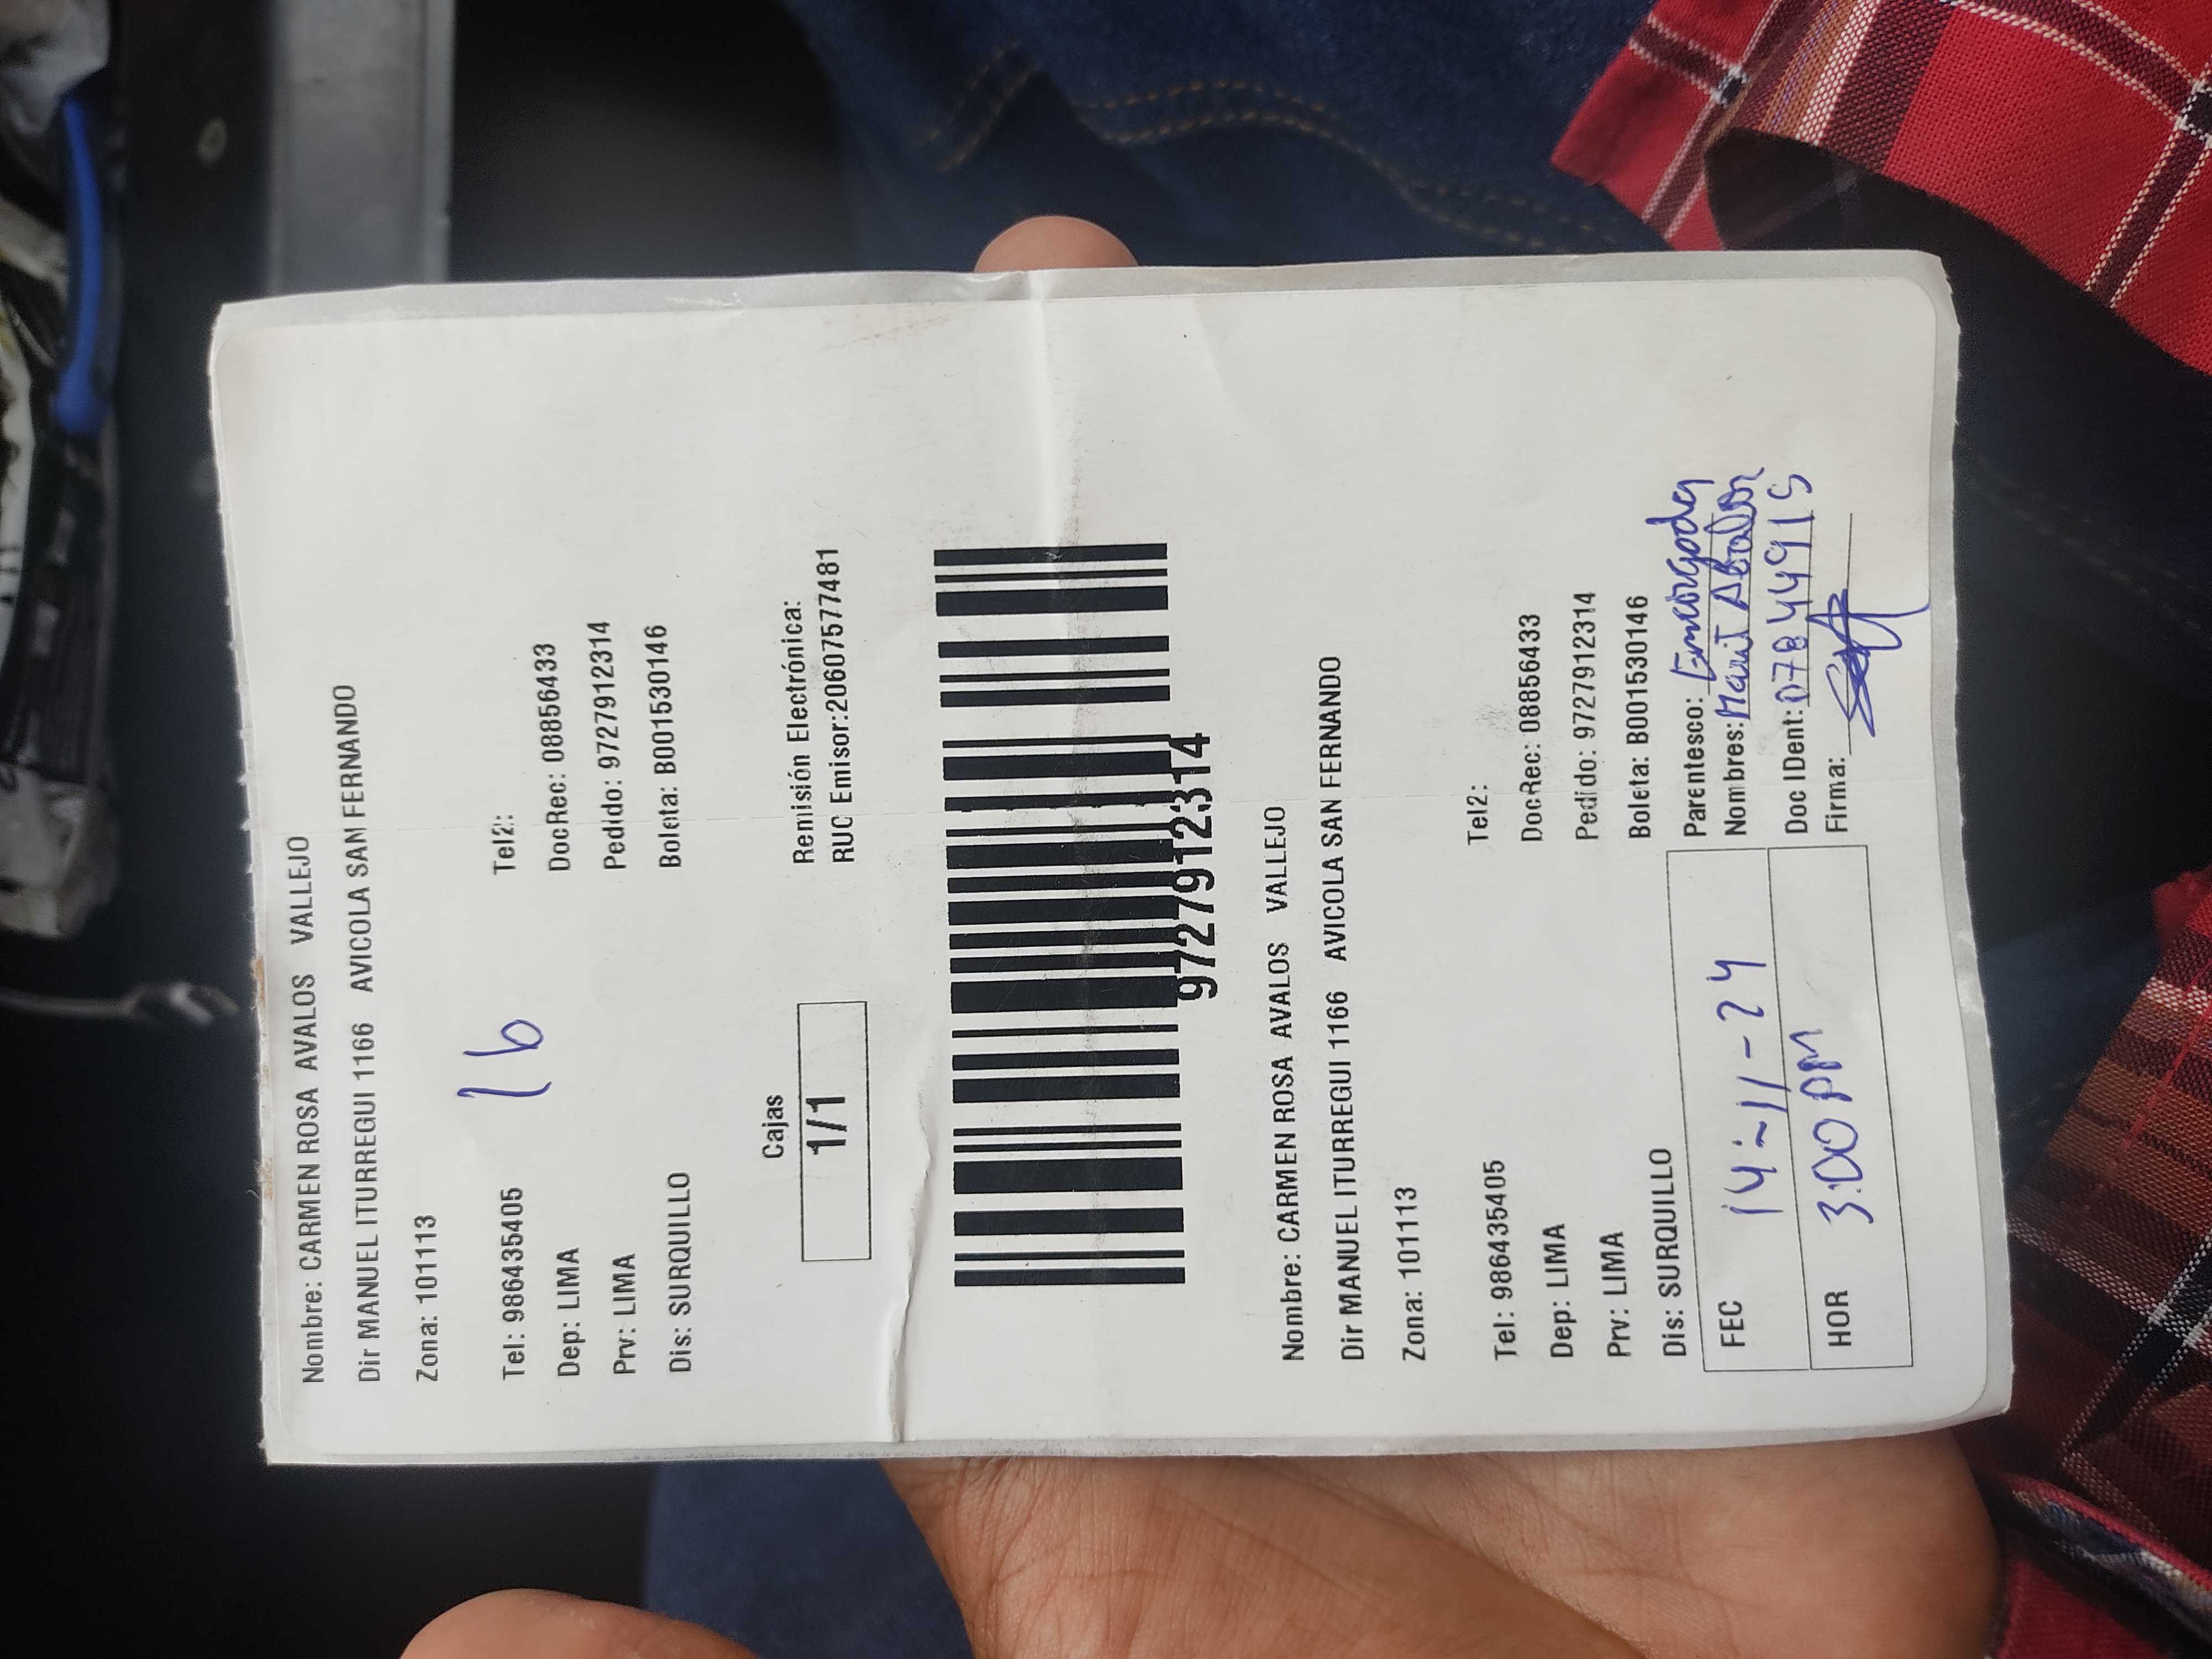 Nombre: CARMEN ROSA AVALOS VALLEJO
Dir MANUEL ITURREGUI 1166 AVICOLA SAN FERNANDO
Zona: 101113
16
Tel: 986435405 Tel2:
Dep: LIMA DocRec: 08856433
Prv: LIMA Pedido: 9727912314
Dis: SURQUILLO Boleta: B001530146
Cajas Remisión Electrónica:
1/1 RUC Emisor:20607577481
9727912314
Nombre: CARMEN ROSA AVALOS VALLEJO
Dir MANUEL ITURREGUI 1166 AVICOLA SAN FERNANDO
Zona: 101113
Tel: 986435405 Tel2:
Dep: LIMA DocRec: 08856433
Prv: LIMA Pedido: 9727912314
Dis: SURQUILLO Boleta: B001530146
FEC 14-11-24
HOR 3:00 PM
Parentesco: Encargada
Nombres:
Doc IDent: 07844915
Firma: